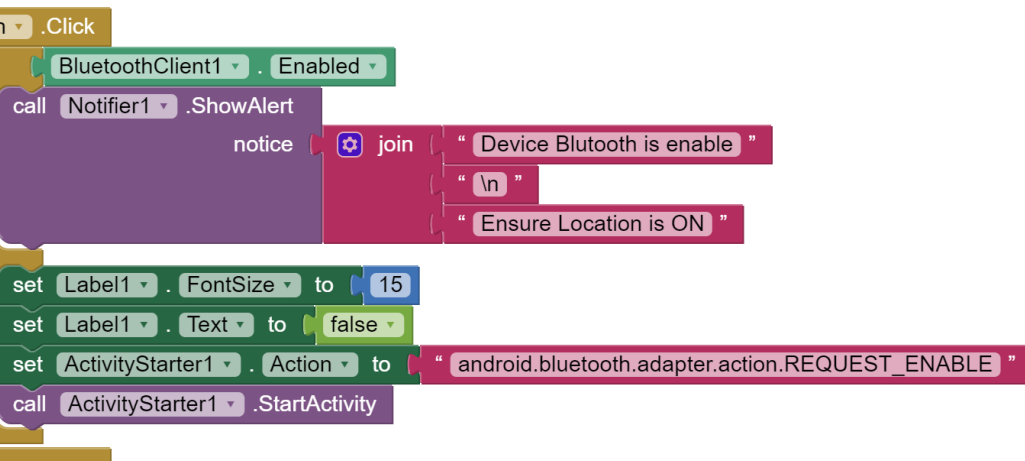 .Click
BluetoothClient1 . Enabled
call Notifier1 .ShowAlert
notice join “ Device Blutooth is enable ”
“ \n ”
“ Ensure Location is ON ”
set Label1 . FontSize to 15
set Label1 . Text to false
set ActivityStarter1 . Action to “ android.bluetooth.adapter.action.REQUEST_ENABLE ”
call ActivityStarter1 .StartActivity